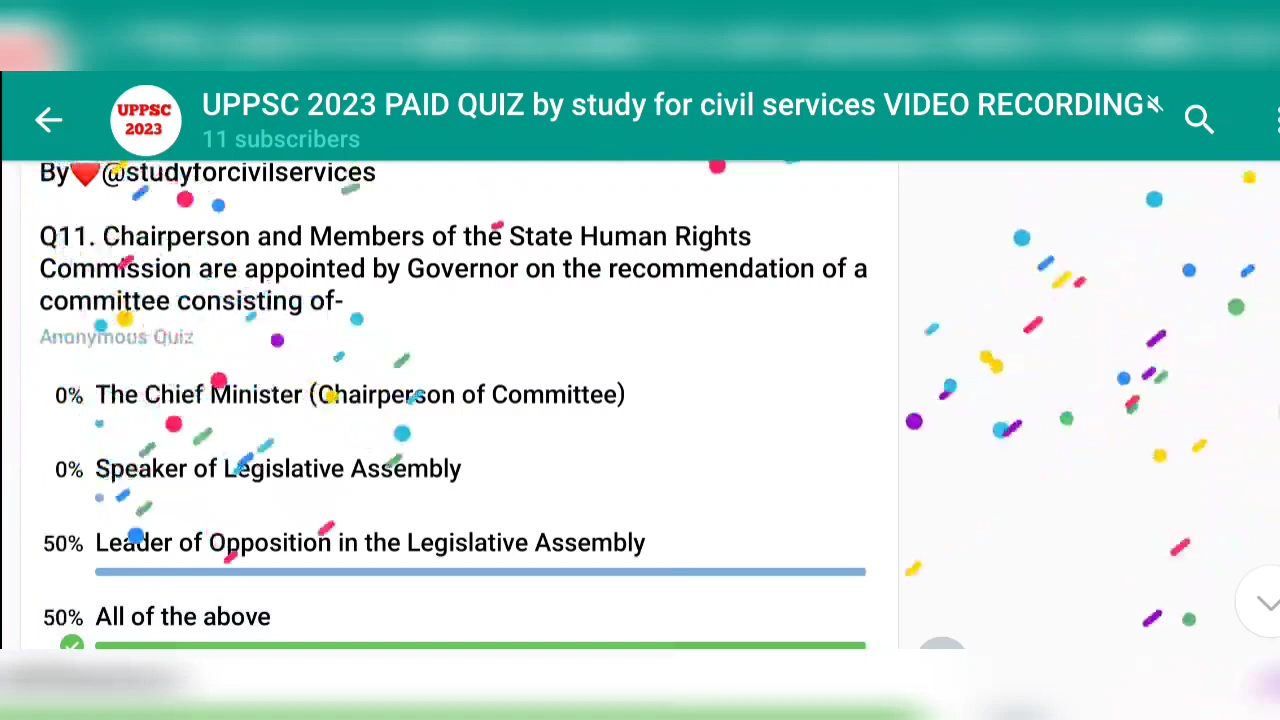 UPPSC
2023
UPPSC 2023 PAID QUIZ by study for civil services VIDEO RECORDING
11 subscribers
By❤️@studyforcivilservices
Q11. Chairperson and Members of the State Human Rights
Commission are appointed by Governor on the recommendation of a
committee consisting of-
Anonymous Quiz
0% The Chief Minister (Chairperson of Committee)
0% Speaker of Legislative Assembly
50% Leader of Opposition in the Legislative Assembly
50% All of the above